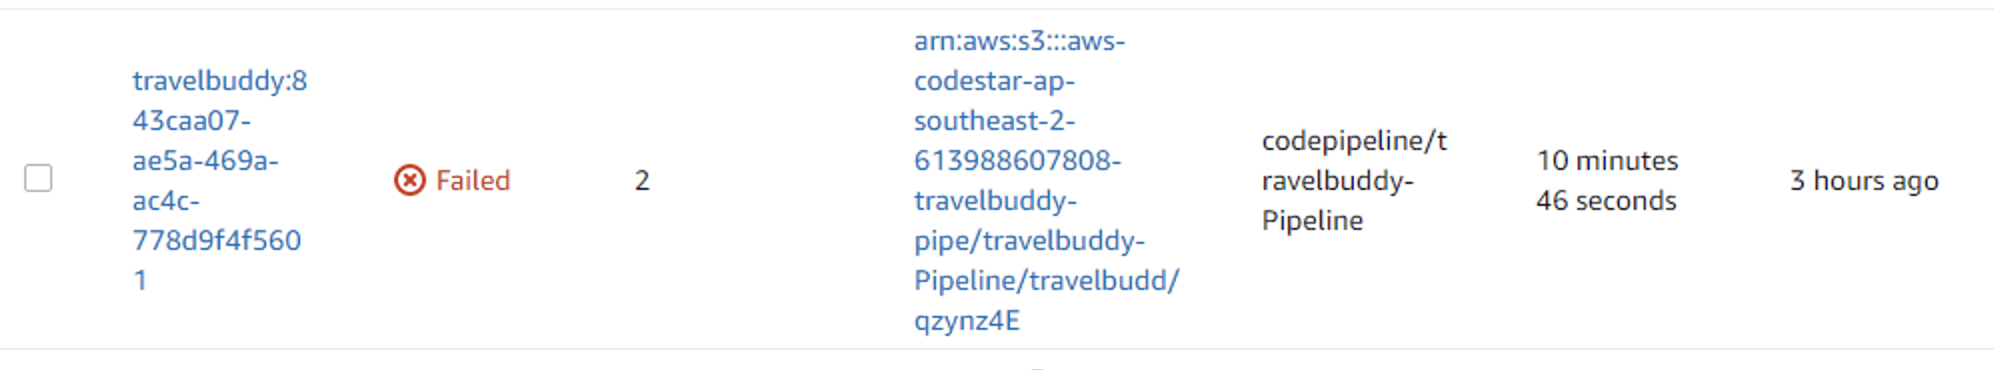 travelbuddy:8
43caa07-
ae5a-469a-
ac4c-
778d9f4f560
1
Failed
2
arn:aws:s3:::aws-
codestar-ap-
southeast-2-
613988607808-
travelbuddy-
pipe/travelbuddy-
Pipeline/travelbudd/
qzynz4E
codepipeline/t
ravelbuddy-
Pipeline
10 minutes
46 seconds
3 hours ago